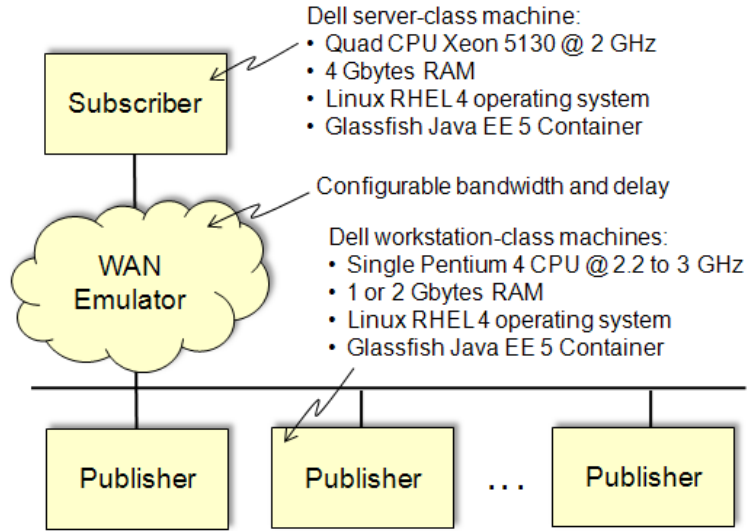 Dell server-class machine:
• Quad CPU Xeon 5130 @ 2 GHz
• 4 Gbytes RAM
• Linux RHEL 4 operating system
• Glassfish Java EE 5 Container
Subscriber
Configurable bandwidth and delay
WAN
Emulator
Dell workstation-class machines:
• Single Pentium 4 CPU @ 2.2 to 3 GHz
• 1 or 2 Gbytes RAM
• Linux RHEL 4 operating system
• Glassfish Java EE 5 Container
Publisher
Publisher
...
Publisher